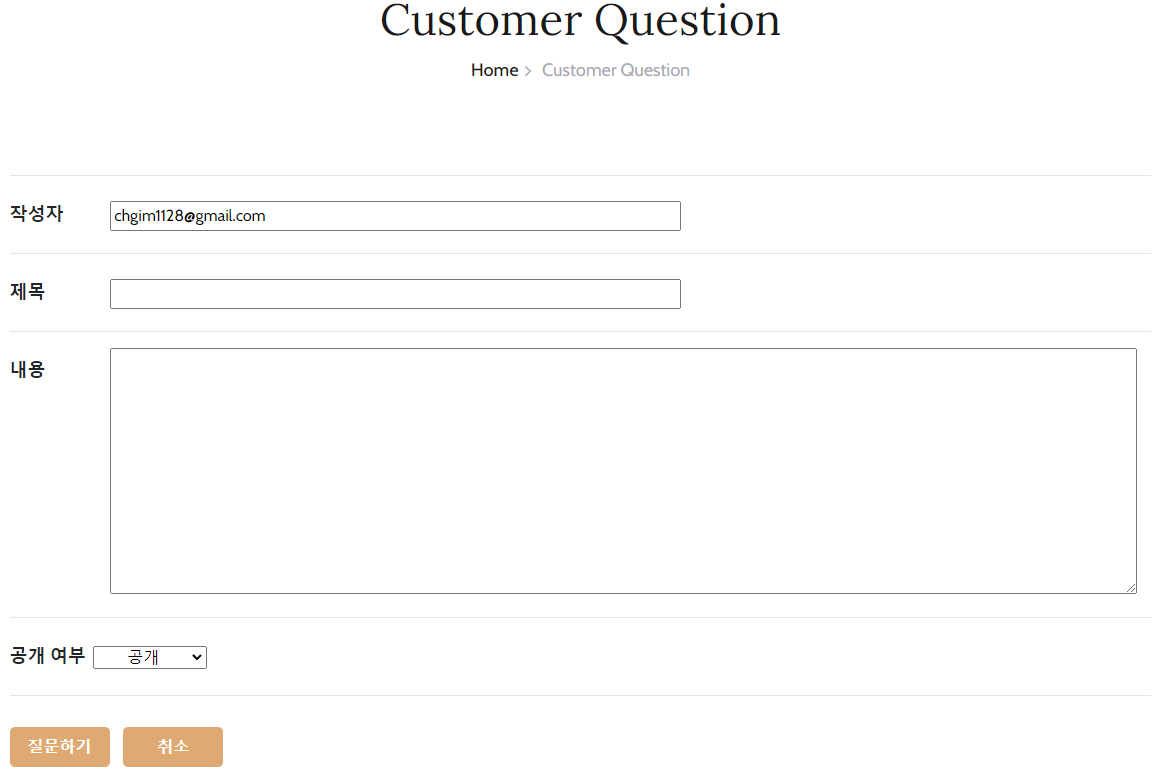 Customer Question
Home > Customer Question
작성자 chgim1128@gmail.com
제목
내용
공개 여부 공개
질문하기 취소